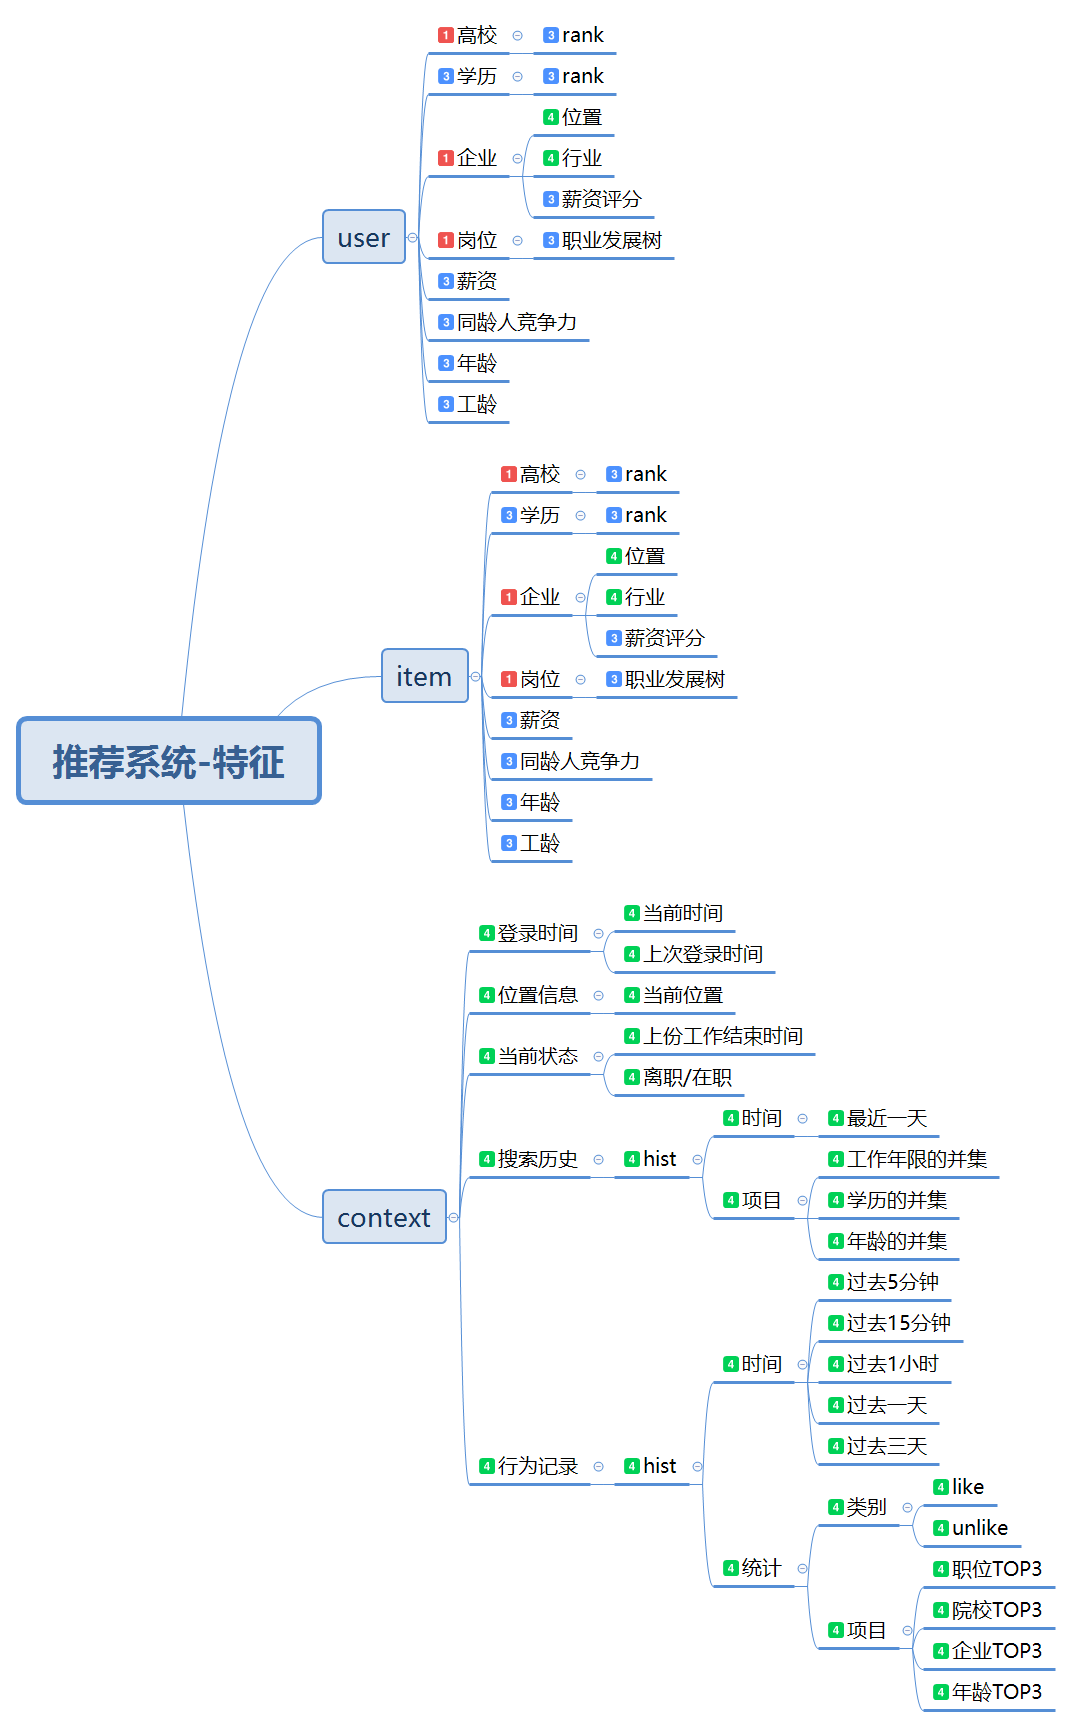 推荐系统-特征
user
1 高校
3 rank
3 学历
3 rank
1 企业
4 位置
4 行业
3 薪资评分
1 岗位
3 职业发展树
3 薪资
3 同龄人竞争力
3 年龄
3 工龄
item
1 高校
3 rank
3 学历
3 rank
1 企业
4 位置
4 行业
3 薪资评分
1 岗位
3 职业发展树
3 薪资
3 同龄人竞争力
3 年龄
3 工龄
context
4 登录时间
4 当前时间
4 上次登录时间
4 位置信息
4 当前位置
4 当前状态
4 上份工作结束时间
4 离职/在职
4 搜索历史
4 hist
4 时间
4 最近一天
4 项目
4 工作年限的并集
4 学历的并集
4 年龄的并集
4 行为记录
4 hist
4 时间
4 过去5分钟
4 过去15分钟
4 过去1小时
4 过去一天
4 过去三天
4 统计
4 类别
4 like
4 unlike
4 项目
4 职位TOP3
4 院校TOP3
4 企业TOP3
4 年龄TOP3